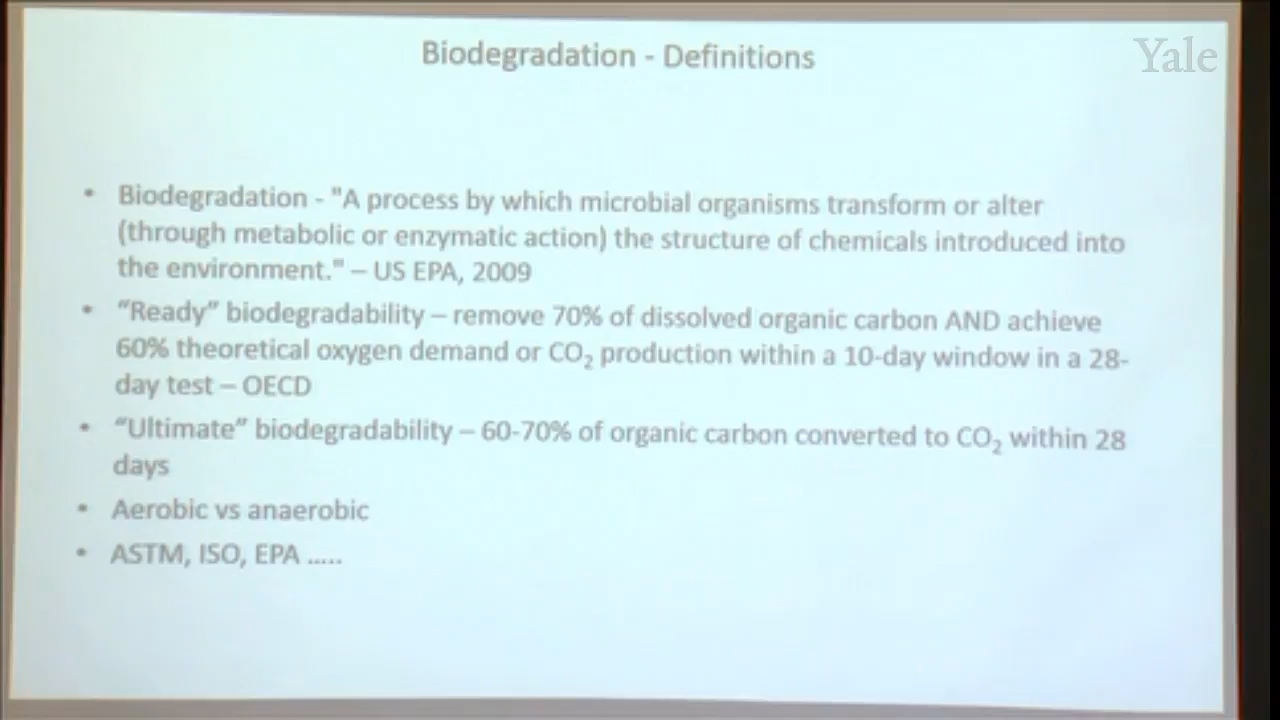 Biodegradation - Definitions
Yale
• Biodegradation - "A process by which microbial organisms transform or alter
(through metabolic or enzymatic action) the structure of chemicals introduced into
the environment." – US EPA, 2009
• “Ready” biodegradability – remove 70% of dissolved organic carbon AND achieve
60% theoretical oxygen demand or CO₂ production within a 10-day window in a 28-
day test – OECD
• “Ultimate” biodegradability – 60-70% of organic carbon converted to CO₂ within 28
days
• Aerobic vs anaerobic
• ASTM, ISO, EPA .....